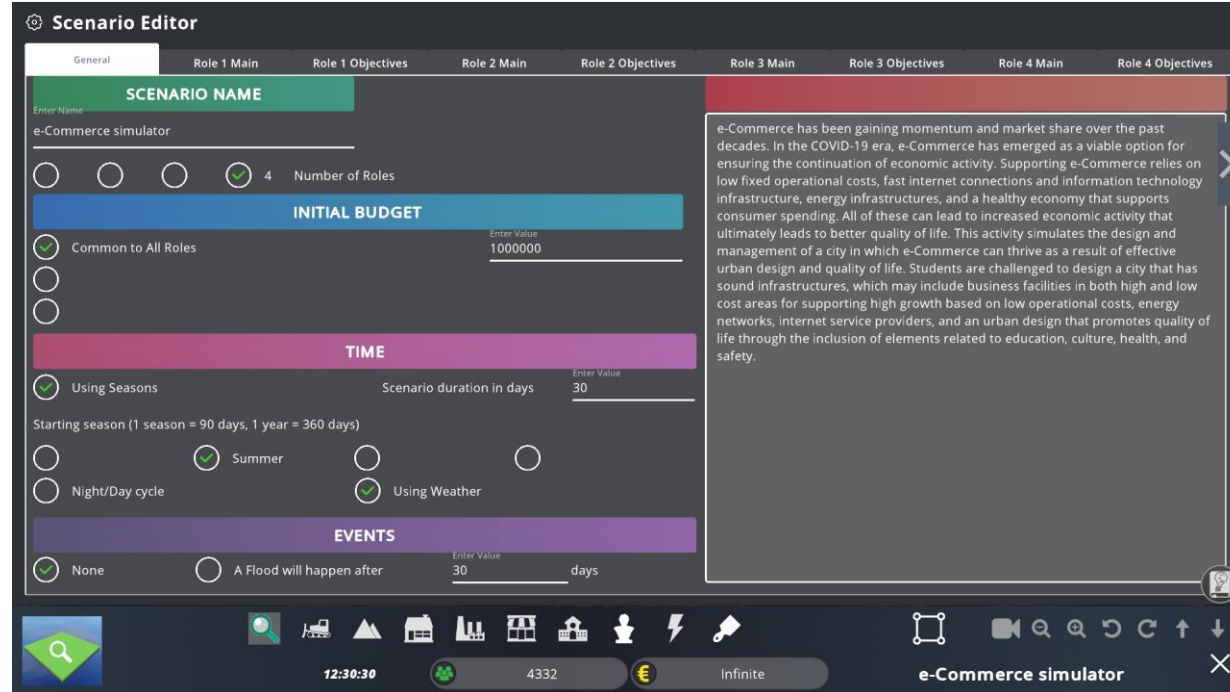 Scenario Editor
General
Role 1 Main
Role 1 Objectives
Role 2 Main
Role 2 Objectives
Role 3 Main
Role 3 Objectives
Role 4 Main
Role 4 Objectives
SCENARIO NAME
Enter Name
e-Commerce simulator
4 Number of Roles
INITIAL BUDGET
Common to All Roles
Enter Value
1000000
TIME
Using Seasons
Scenario duration in days
Enter Value
30
Starting season (1 season = 90 days, 1 year = 360 days)
Summer
Night/Day cycle
Using Weather
EVENTS
None
A Flood will happen after
Enter Value
30
days
e-Commerce has been gaining momentum and market share over the past
decades. In the COVID-19 era, e-Commerce has emerged as a viable option for
ensuring the continuation of economic activity. Supporting e-Commerce relies on
low fixed operational costs, fast internet connections and information technology
infrastructure, energy infrastructures, and a healthy economy that supports
consumer spending. All of these can lead to increased economic activity that
ultimately leads to better quality of life. This activity simulates the design and
management of a city in which e-Commerce can thrive as a result of effective
urban design and quality of life. Students are challenged to design a city that has
sound infrastructures, which may include business facilities in both high and low
cost areas for supporting high growth based on low operational costs, energy
networks, internet service providers, and an urban design that promotes quality of
life through the inclusion of elements related to education, culture, health, and
safety.
12:30:30
4332
€
Infinite
e-Commerce simulator